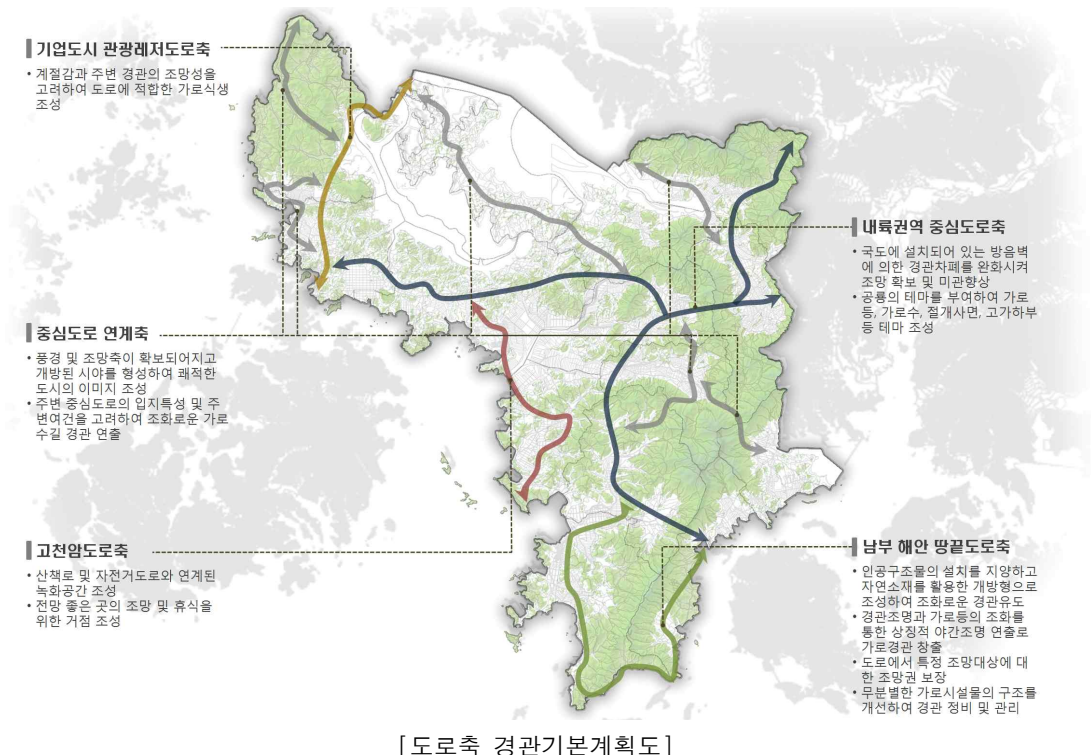 기업도시 관광레저도로축
• 계절감과 주변 경관의 조망성을
고려하여 도로에 적합한 가로식생
조성
중심도로 연계축
• 풍경 및 조망축이 확보되어지고
개방된 시야를 형성하여 쾌적한
도시의 이미지 조성
• 주변 중심도로의 입지특성 및 주
변여건을 고려하여 조화로운 가로
수길 경관 연출
고천암도로축
• 산책로 및 자전거도로와 연계된
녹화공간 조성
• 전망 좋은 곳의 조망 및 휴식을
위한 거점 조성
내륙권역 중심도로축
• 국도에 설치되어 있는 방음벽
에 의한 경관차폐를 완화시켜
조망 확보 및 미관향상
• 공룡의 테마를 부여하여 가로
등, 가로수, 절개사면, 고가하부
등 테마 조성
남부 해안 땅끝도로축
• 인공구조물의 설치를 지양하고
자연소재를 활용한 개방형으로
조성하여 조화로운 경관유도
• 경관조명과 가로등의 조화를
통한 상징적 야간조명 연출로
가로경관 창출
• 도로에서 특정 조망대상에 대
한 조망권 보장
• 무분별한 가로시설물의 구조를
개선하여 경관 정비 및 관리
[도로축 경관기본계획도]